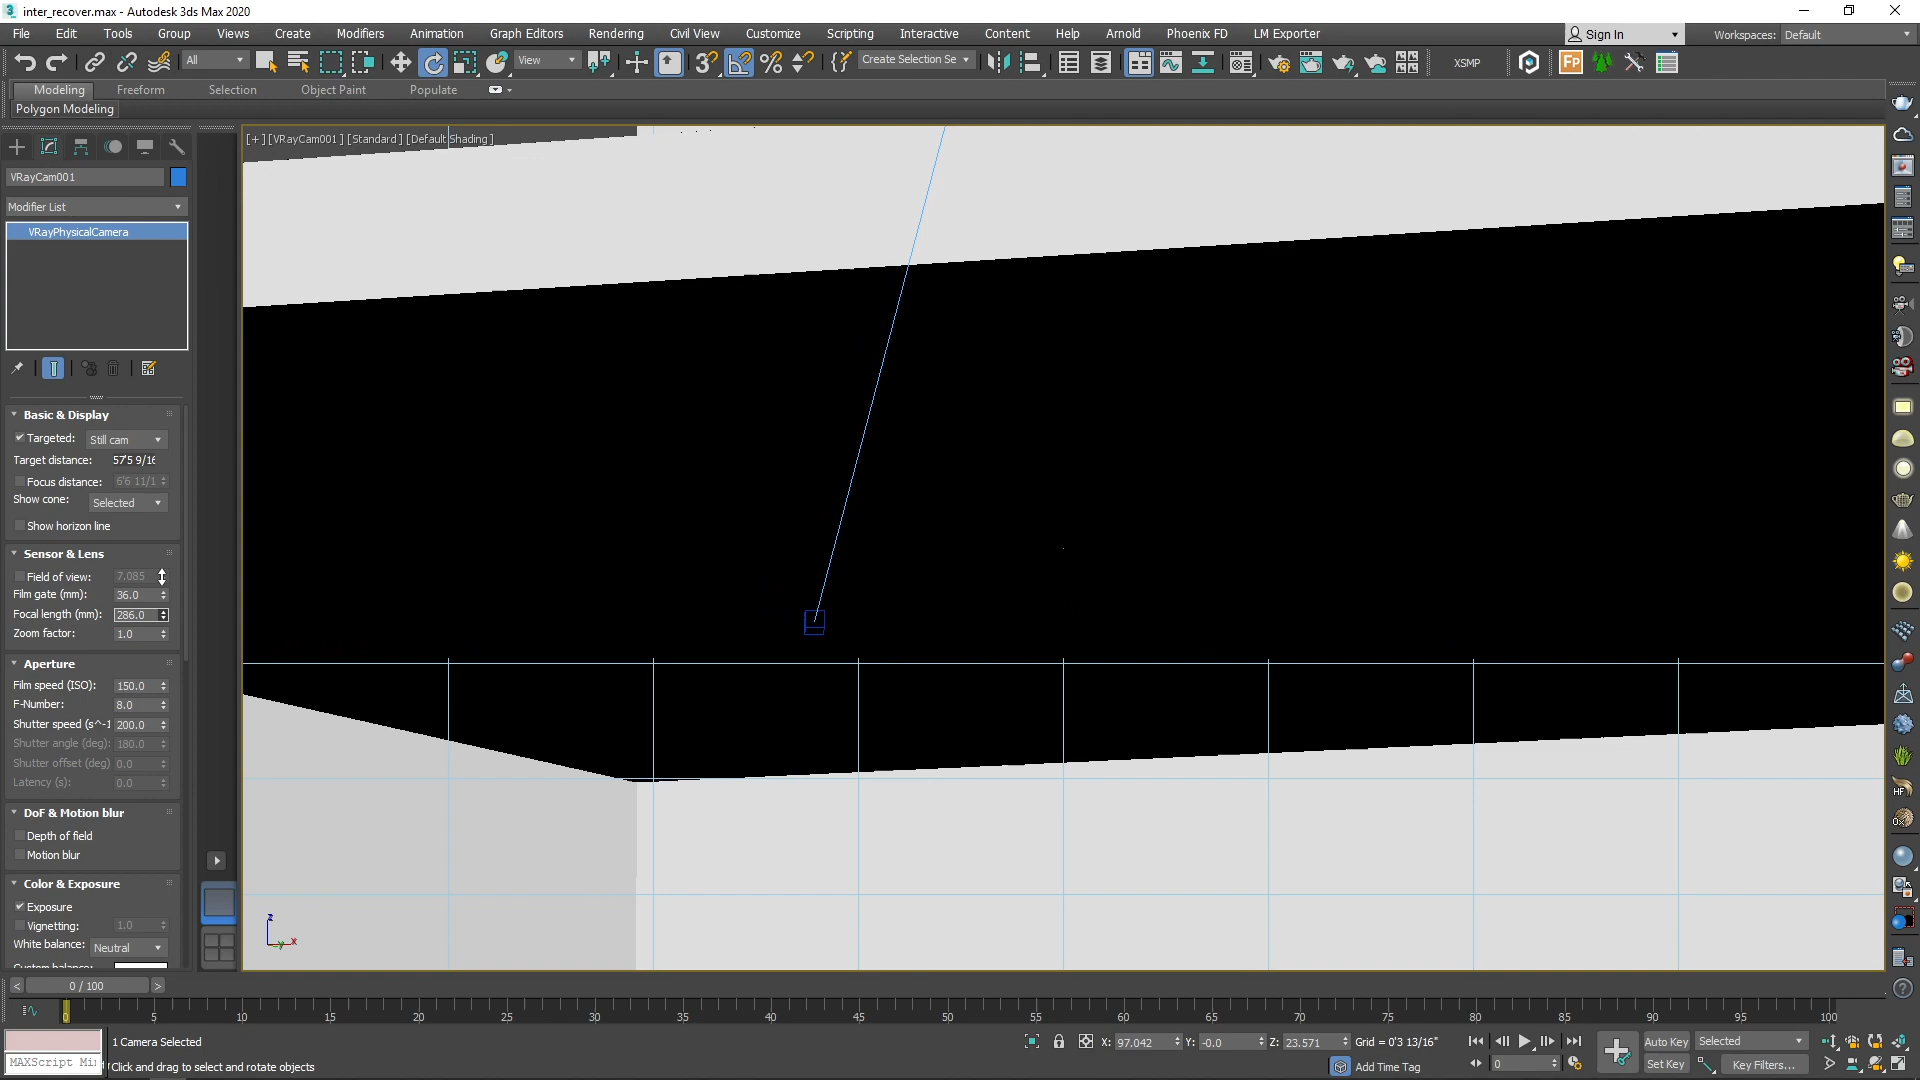 inter_recover.max - Autodesk 3ds Max 2020
File Edit Tools Group Views Create Modifiers Animation Graph Editors Rendering Civil View Customize Scripting Interactive Content Help Arnold Phoenix FD LM Exporter Sign In Workspaces: Default
All View Create Selection Se XSMP Fp
Modeling Freeform Selection Object Paint Populate
Polygon Modeling
[+] [VRayCam001 ] [Standard ] [Default Shading ]
VRayCam001
Modifier List
VRayPhysicalCamera
Basic & Display
Targeted: Still cam
Target distance: 57'5 9/16
Focus distance: 6'6 11/1
Show cone: Selected
Show horizon line
Sensor & Lens
Field of view: 7.085
Film gate (mm): 36.0
Focal length (mm): 286.0
Zoom factor: 1.0
Aperture
Film speed (ISO): 150.0
F-Number: 8.0
Shutter speed (s^-1 200.0
Shutter angle (deg): 180.0
Shutter offset (deg) 0.0
Latency (s): 0.0
DoF & Motion blur
Depth of field
Motion blur
Color & Exposure
Exposure
Vignetting: 1.0
White balance: Neutral
Custom balance:
z
-y x
HF
< 0 / 100 >
0 5 10 15 20 25 30 35 40 45 50 55 60 65 70 75 80 85 90 95 100
1 Camera Selected X: 97.042 Y: -0.0 Z: 23.571 Grid = 0'3 13/16" Auto Key Selected
MAXScript Mi Click and drag to select and rotate objects Add Time Tag 0 Set Key Key Filters...